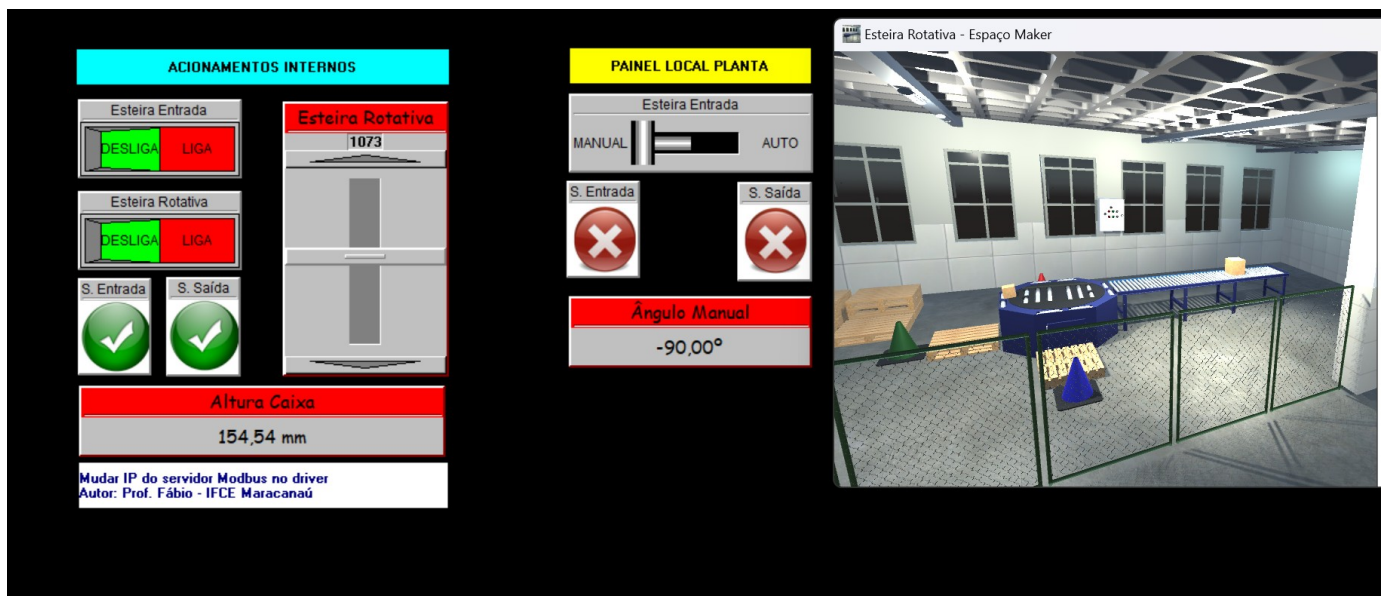 Esteira Rotativa - Espaço Maker
ACIONAMENTOS INTERNOS
Esteira Entrada
DESLIGA LIGA
Esteira Rotativa
DESLIGA LIGA
S. Entrada S. Saída
Esteira Rotativa
1073
Altura Caixa
154,54 mm
Mudar IP do servidor Modbus no driver
Autor: Prof. Fábio - IFCE Maracanaú
PAINEL LOCAL PLANTA
Esteira Entrada
MANUAL AUTO
S. Entrada S. Saída
Ângulo Manual
-90,00º